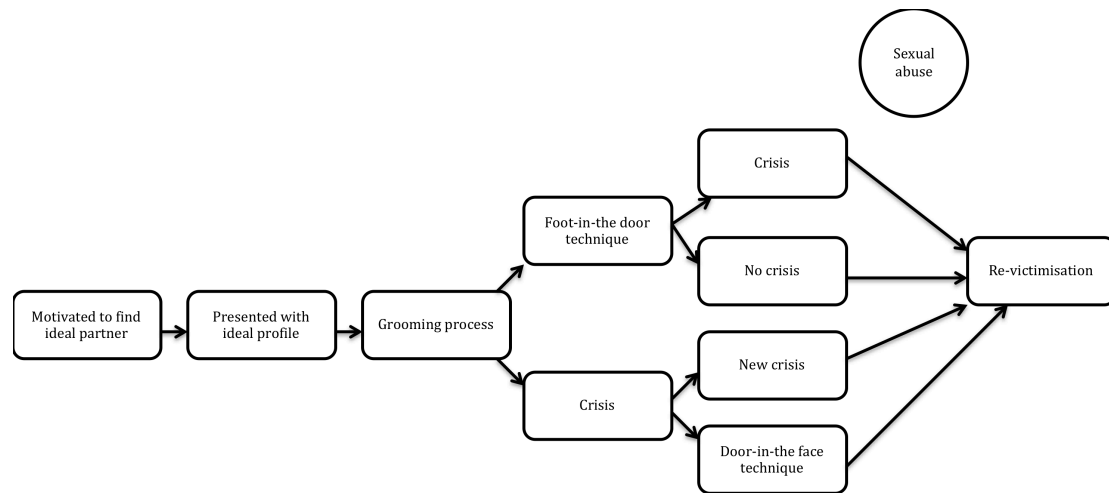 Sexual
abuse
Crisis
Foot-in-the door
technique
No crisis
Re-victimisation
Motivated to find
ideal partner
Presented with
ideal profile
Grooming process
New crisis
Crisis
Door-in-the face
technique